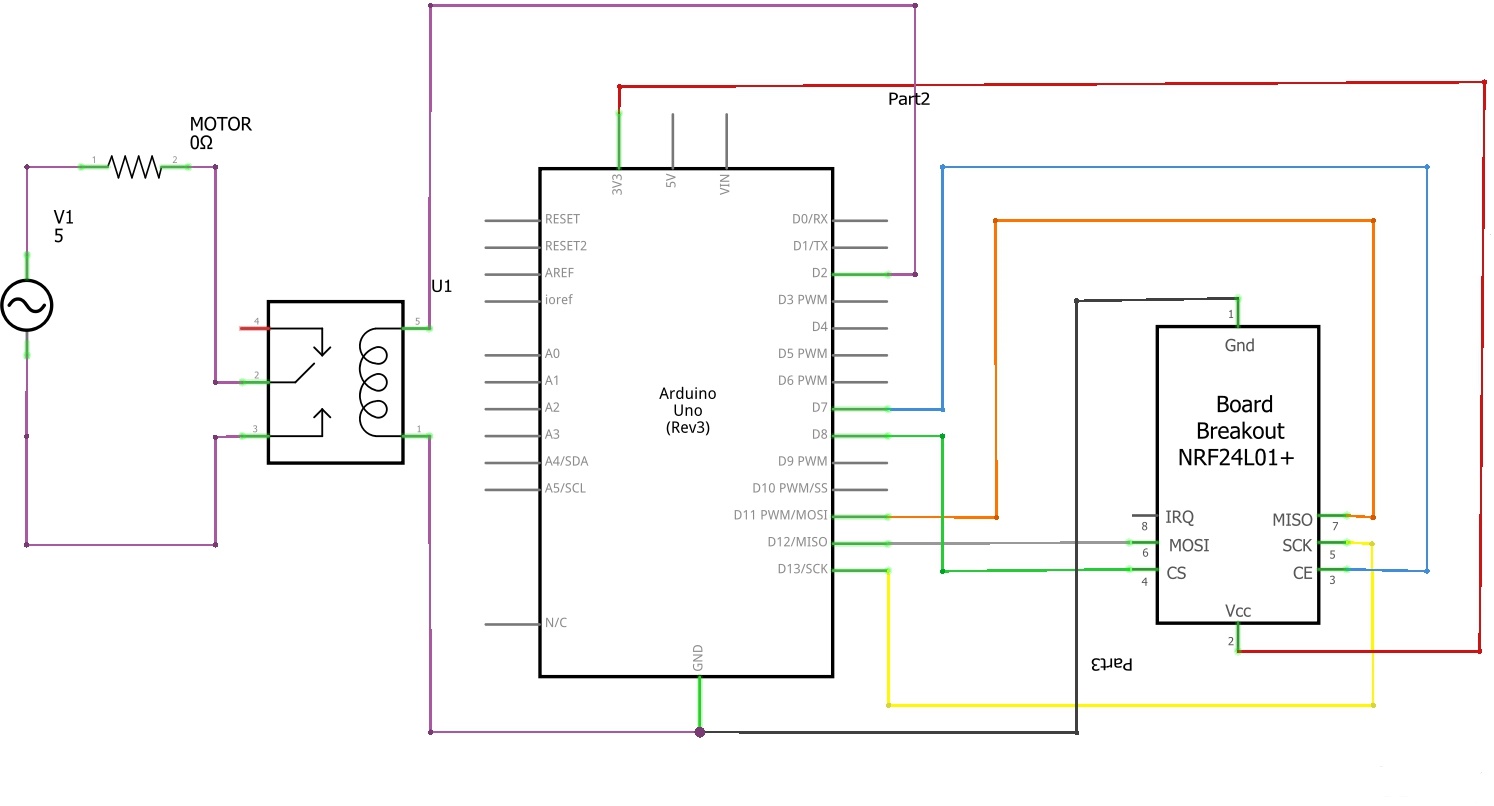 Part2
MOTOR
0Ω
1
2
V1
5
3V3
5V
VIN
RESET
D0/RX
RESET2
D1/TX
AREF
D2
U1
ioref
D3 PWM
4
5
D4
1
Gnd
A0
D5 PWM
2
A1
D6 PWM
Arduino
Uno
(Rev3)
A2
D7
Board
Breakout
NRF24L01+
3
1
A3
D8
A4/SDA
D9 PWM
A5/SCL
D10 PWM/SS
D11 PWM/MOSI
IRQ
MISO
8
7
D12/MISO
MOSI
SCK
6
5
D13/SCK
CS
CE
4
3
Vcc
2
N/C
GND
Part3